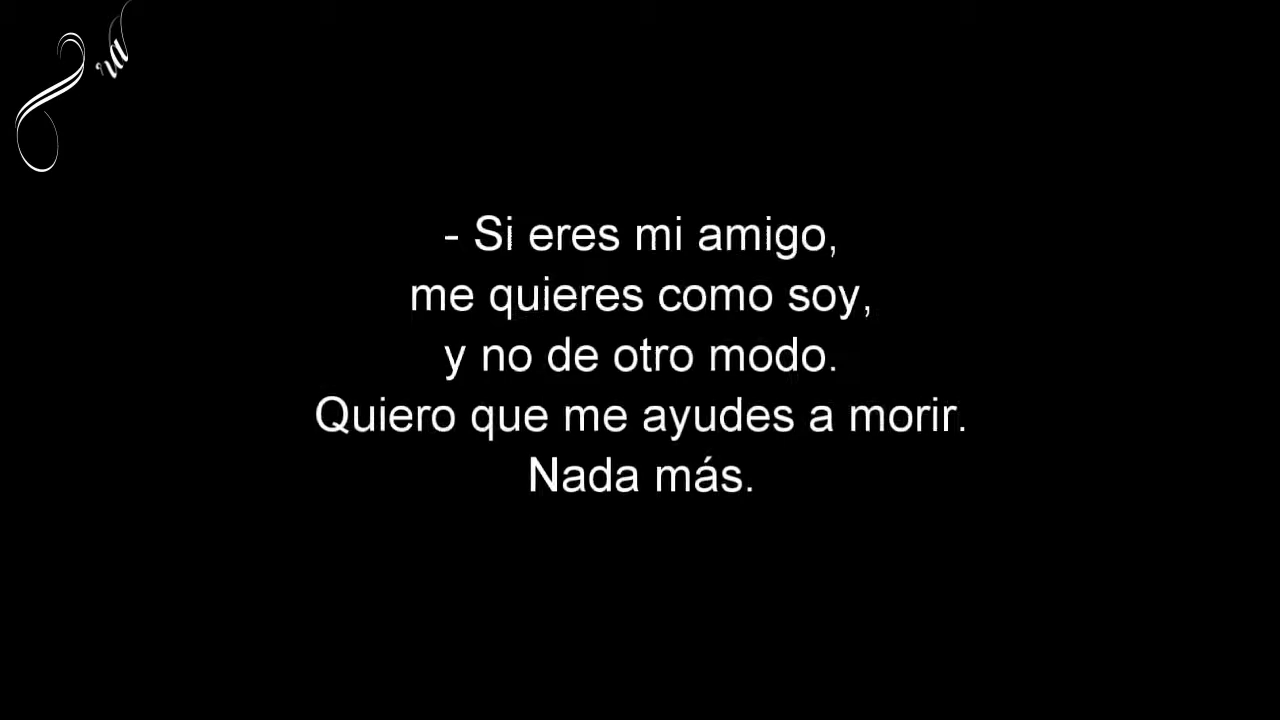 - Si eres mi amigo,
me quieres como soy,
y no de otro modo.
Quiero que me ayudes a morir.
Nada más.